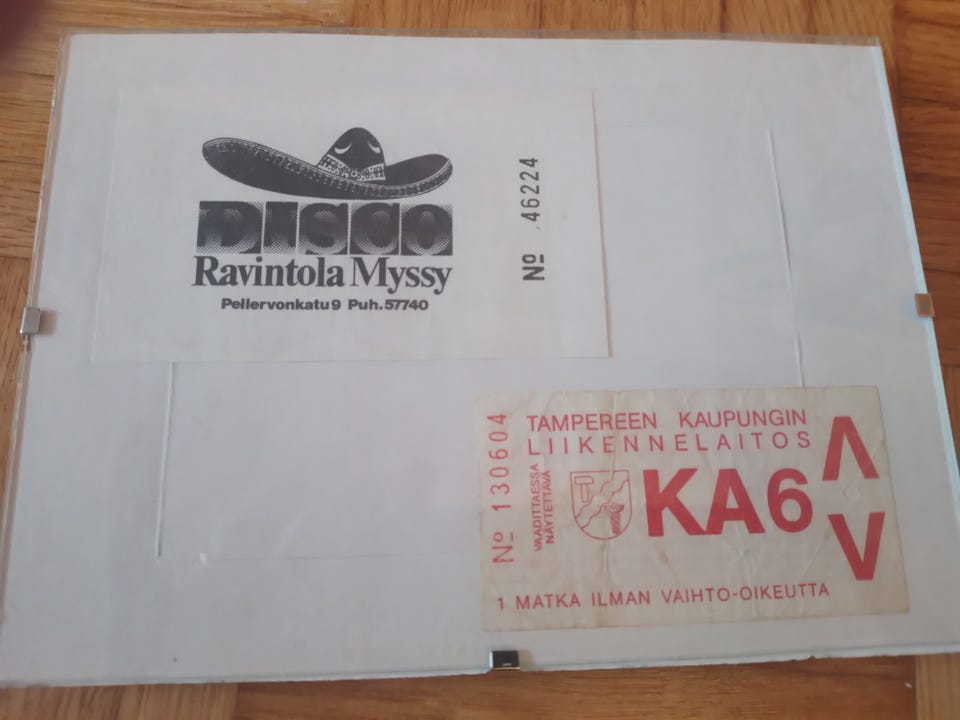 DISCO
Ravintola Myssy
Pellervonkatu 9 Puh. 57740
Nº 46224
Nº 130604
TAMPEREEN KAUPUNGIN
LIIKENNELAITOS
VAADITTAESSA
NÄYTETTÄVÄ
T
KA6
1 MATKA ILMAN VAIHTO-OIKEUTTA